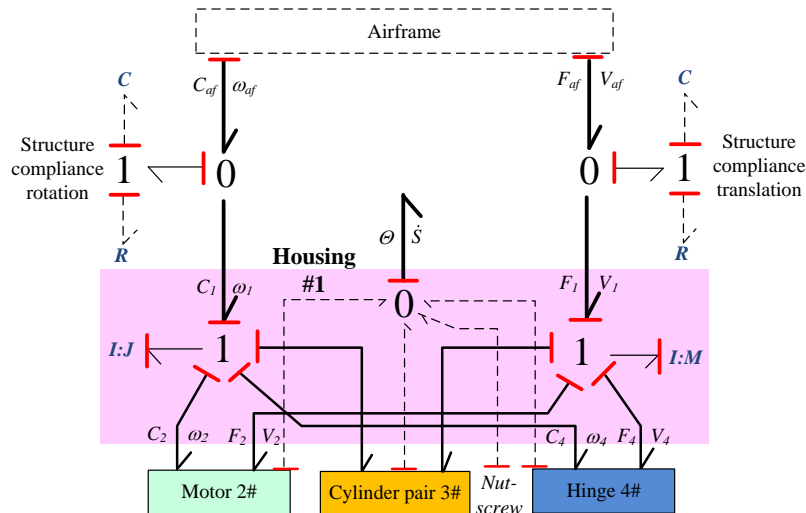 Airframe
C_af ω_af
F_af V_af
C
C
Structure
compliance
rotation
1
0
0
1
Structure
compliance
translation
R
R
Θ Ṡ
Housing
#1
C_1 ω_1
0
F_1 V_1
I:J
1
1
I:M
C_2 ω_2 F_2 V_2
C_4 ω_4 F_4 V_4
Motor 2#
Cylinder pair 3#
Nut-
screw
Hinge 4#